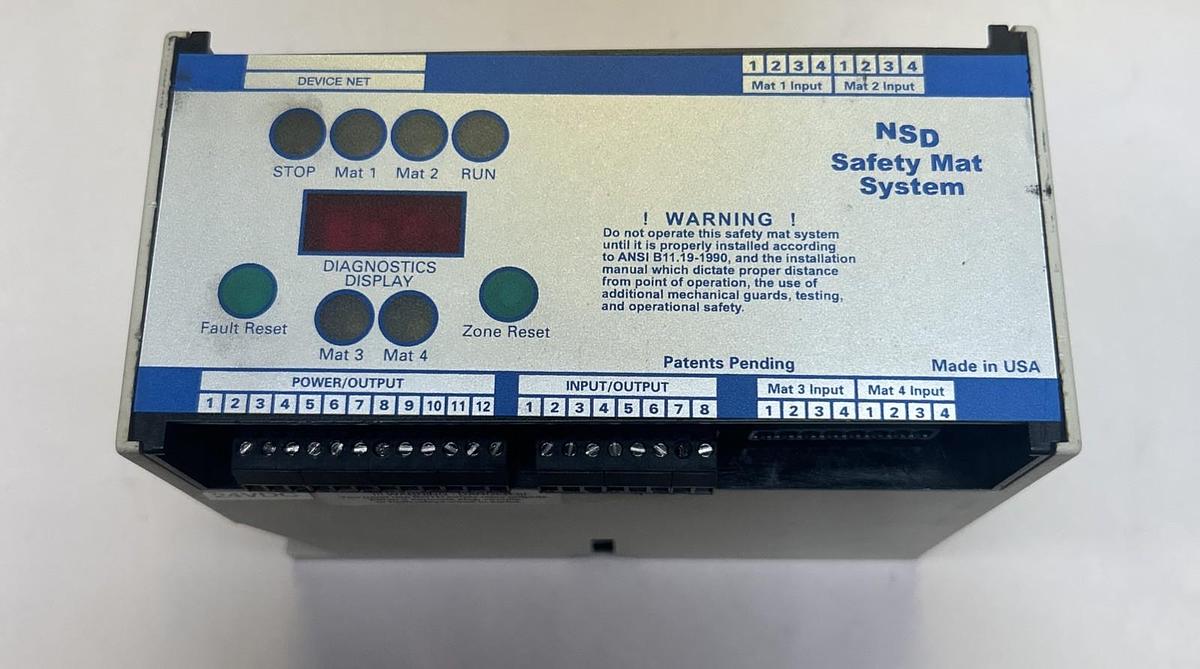 DEVICE NET
1 2 3 4 1 2 3 4
Mat 1 Input Mat 2 Input
STOP Mat 1 Mat 2 RUN
NSD
Safety Mat
System
DIAGNOSTICS
DISPLAY
Fault Reset
Zone Reset
Mat 3 Mat 4
! WARNING !
Do not operate this safety mat system
until it is properly installed according
to ANSI B11.19-1990, and the installation
manual which dictate proper distance
from point of operation, the use of
additional mechanical guards, testing,
and operational safety.
Patents Pending
Made in USA
POWER/OUTPUT
1 2 3 4 5 6 7 8 9 10 11 12
INPUT/OUTPUT
1 2 3 4 5 6 7 8
Mat 3 Input Mat 4 Input
1 2 3 4 1 2 3 4
24VDC